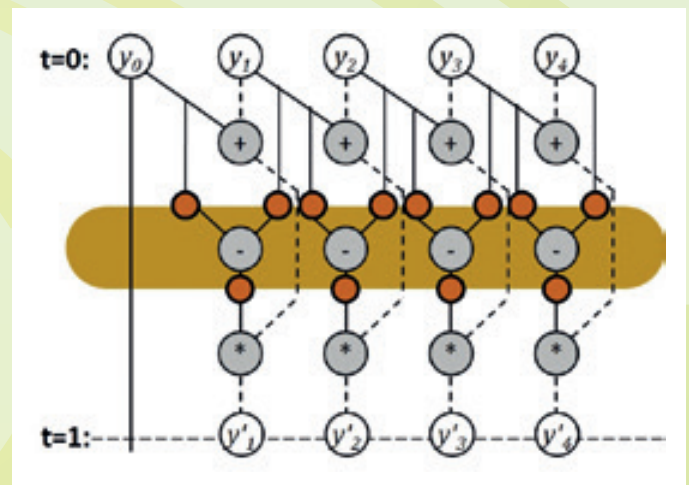 t=0: y₀ y₁ y₂ y₃ y₄
+ + + +
- - - -
* * * *
t=1: y'₁ y'₂ y'₃ y'₄